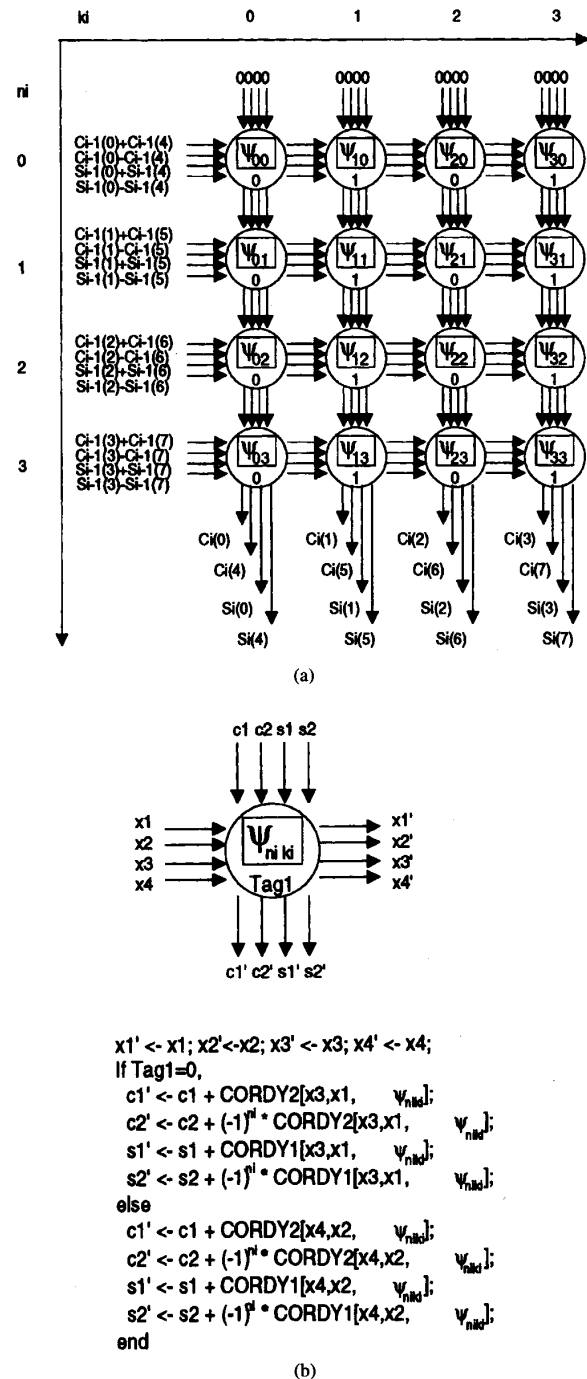 ki 0 1 2 3
ni
0000 0000 0000 0000
0
Ci-1(0)+Ci-1(4)
Ci-1(0)-Ci-1(4)
Si-1(0)+Si-1(4)
Si-1(0)-Si-1(4)
Ψ00 Ψ10 Ψ20 Ψ30
0 1 0 1
1
Ci-1(1)+Ci-1(5)
Ci-1(1)-Ci-1(5)
Si-1(1)+Si-1(5)
Si-1(1)-Si-1(5)
Ψ01 Ψ11 Ψ21 Ψ31
0 1 0 1
2
Ci-1(2)+Ci-1(6)
Ci-1(2)-Ci-1(6)
Si-1(2)+Si-1(6)
Si-1(2)-Si-1(6)
Ψ02 Ψ12 Ψ22 Ψ32
0 1 0 1
3
Ci-1(3)+Ci-1(7)
Ci-1(3)-Ci-1(7)
Si-1(3)+Si-1(7)
Si-1(3)-Si-1(7)
Ψ03 Ψ13 Ψ23 Ψ33
0 1 0 1
Ci(0) Ci(1) Ci(2) Ci(3)
Ci(4) Ci(5) Ci(6) Ci(7)
Si(0) Si(1) Si(2) Si(3)
Si(4) Si(5) Si(6) Si(7)
(a)
c1 c2 s1 s2
x1 x1'
x2 x2'
x3 x3'
x4 x4'
Ψni ki
Tag1
c1' c2' s1' s2'
x1' <- x1; x2'<-x2; x3' <- x3; x4' <- x4;
If Tag1=0,
c1' <- c1 + CORDY2[x3,x1, Ψniki];
c2' <- c2 + (-1)^ni * CORDY2[x3,x1, Ψniki];
s1' <- s1 + CORDY1[x3,x1, Ψniki];
s2' <- s2 + (-1)^ni * CORDY1[x3,x1, Ψniki];
else
c1' <- c1 + CORDY2[x4,x2, Ψniki];
c2' <- c2 + (-1)^ni * CORDY2[x4,x2, Ψniki];
s1' <- s1 + CORDY1[x4,x2, Ψniki];
s2' <- s2 + (-1)^ni * CORDY1[x4,x2, Ψniki];
end
(b)